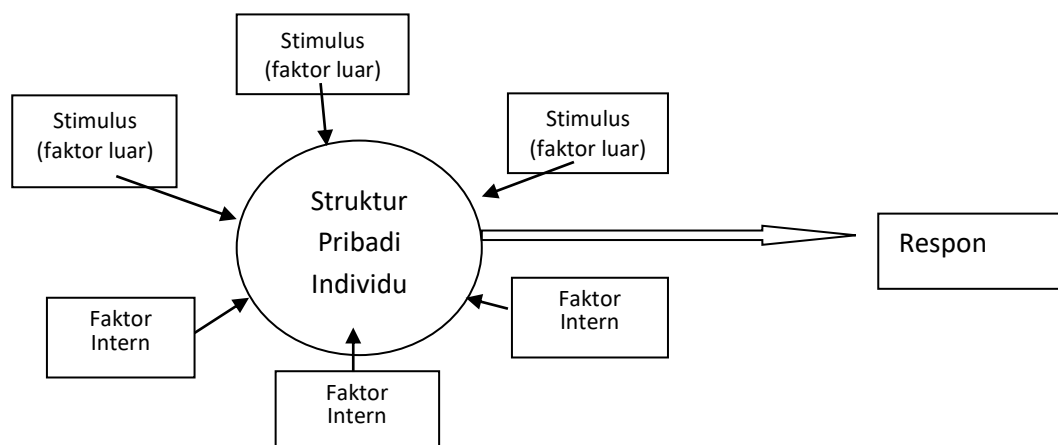 Stimulus
(faktor luar)
Stimulus
(faktor luar)
Stimulus
(faktor luar)
Struktur
Pribadi
Individu
Respon
Faktor
Intern
Faktor
Intern
Faktor
Intern